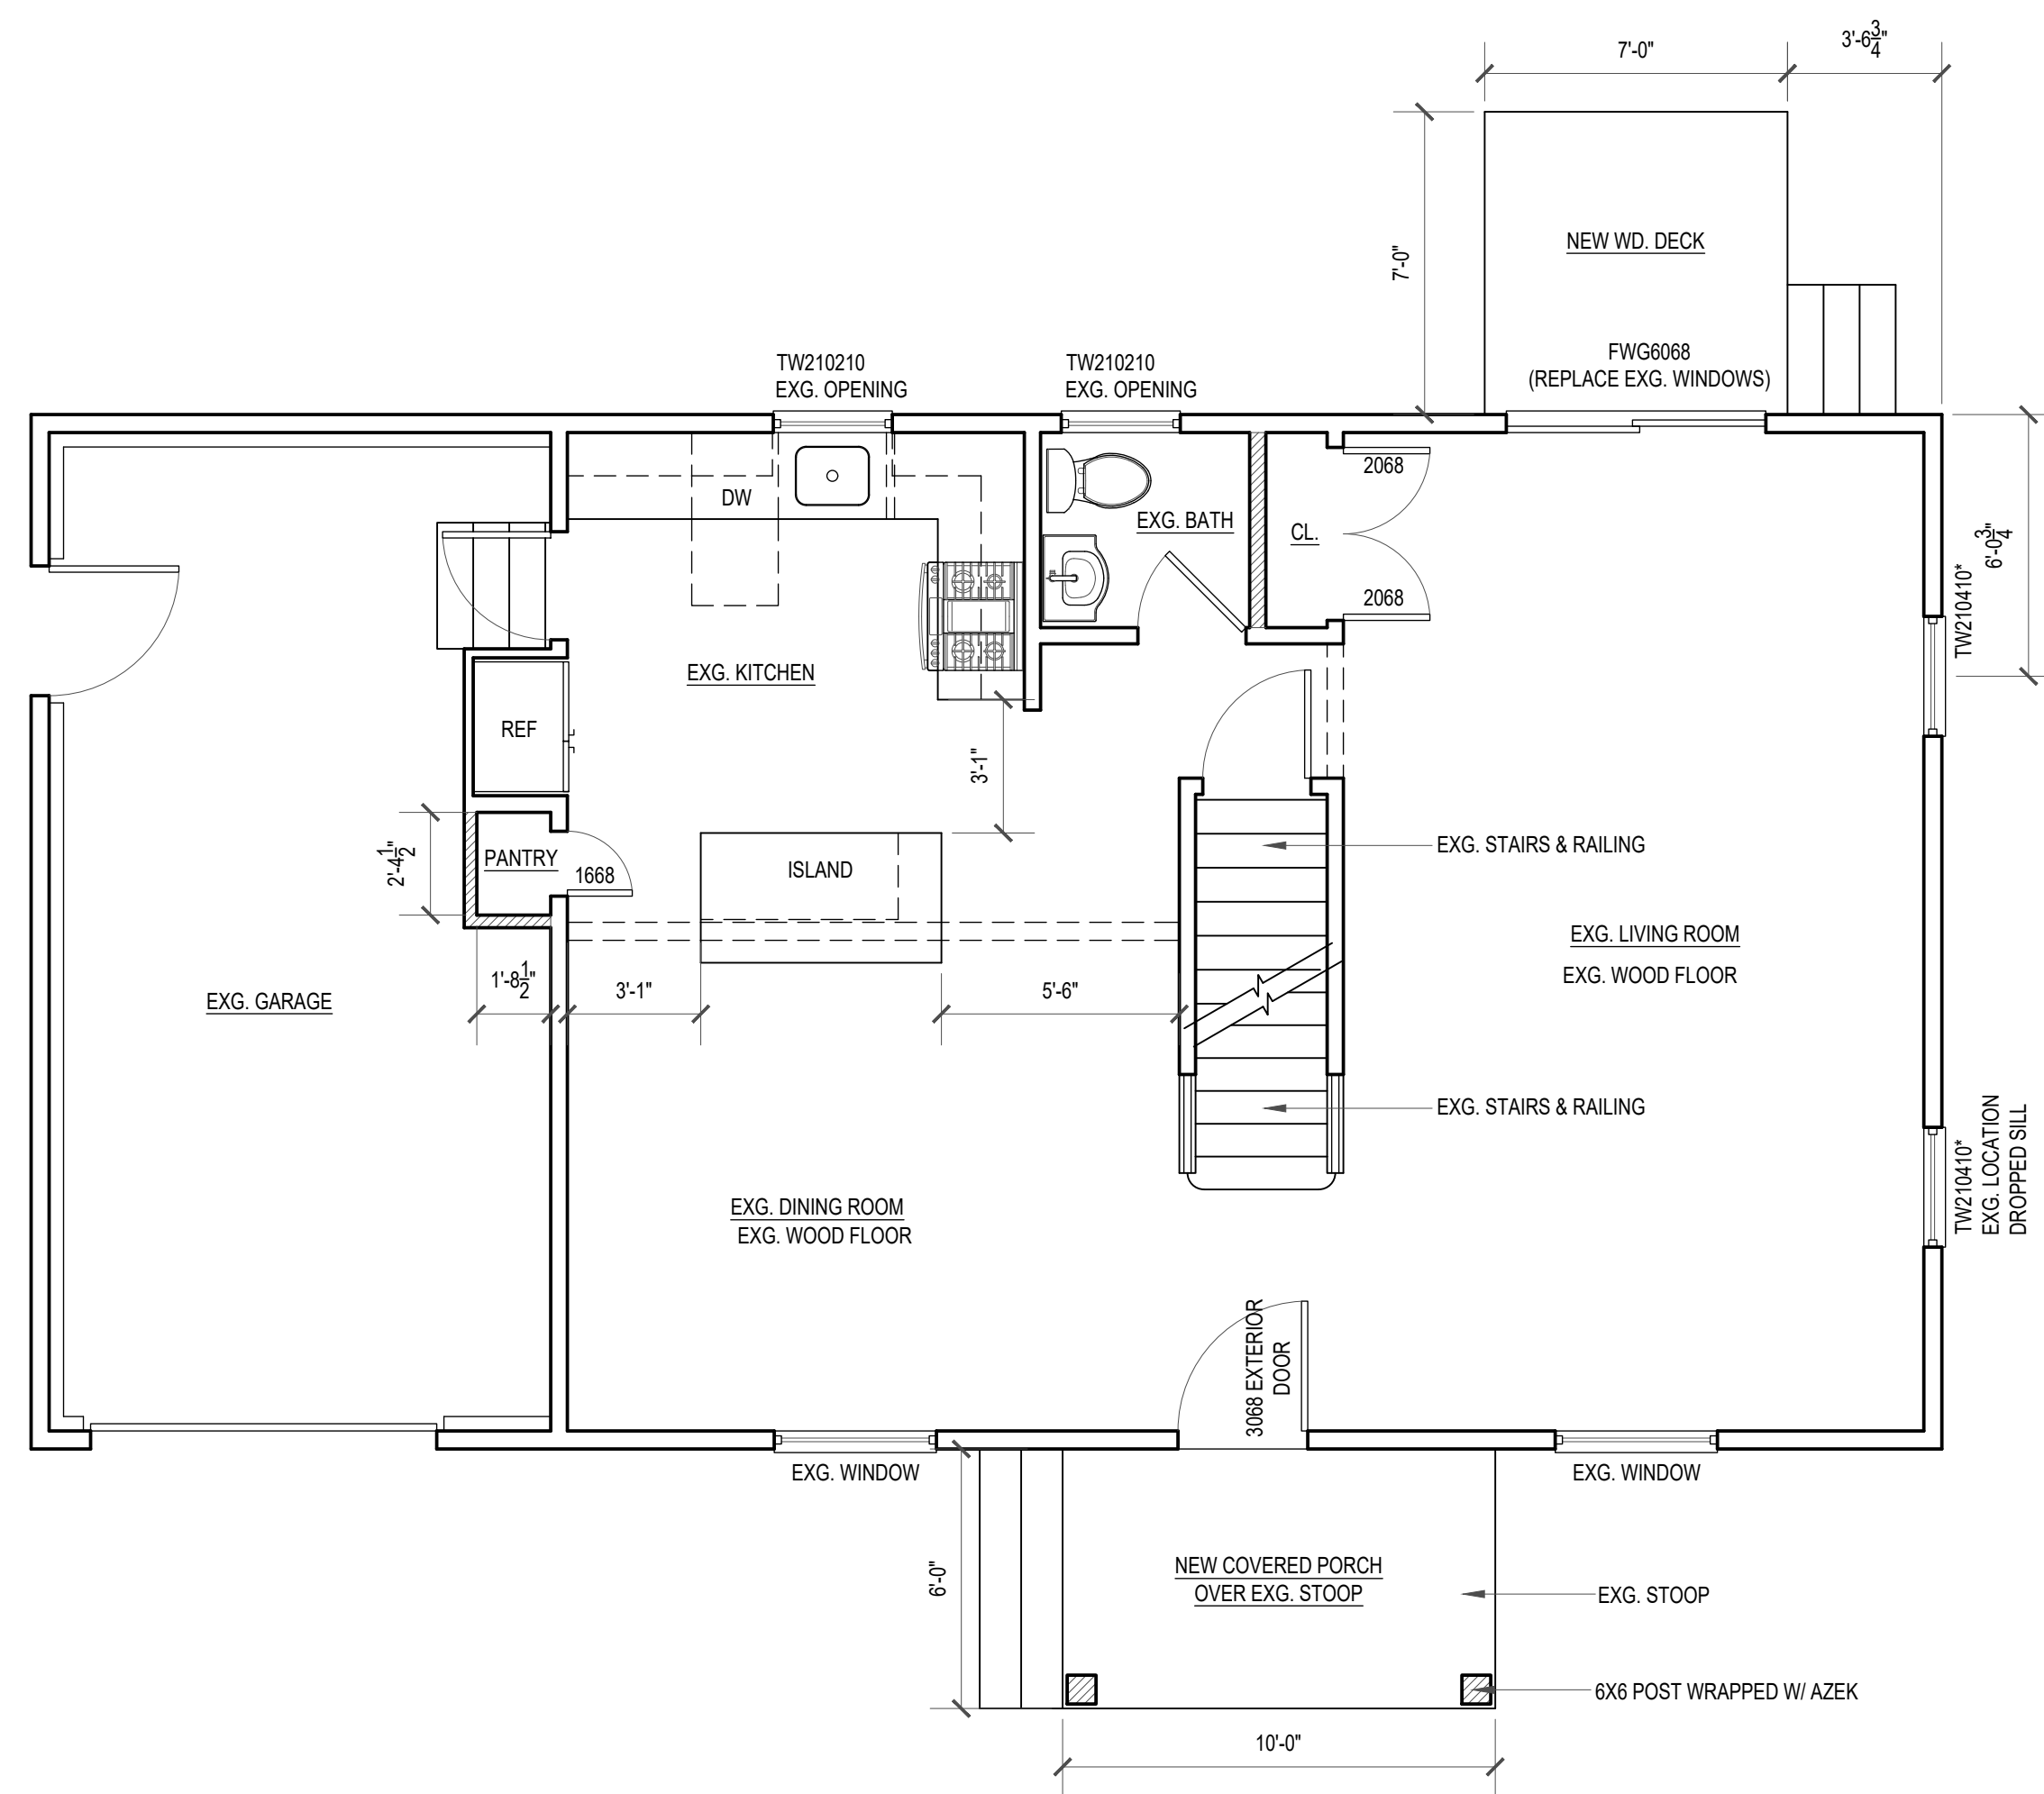 7'-0"
3'-6 3/4"
NEW WD. DECK
7'-0"
FWG6068
(REPLACE EXG. WINDOWS)
TW210210
EXG. OPENING
TW210210
EXG. OPENING
2068
DW
EXG. BATH
CL.
6'-0 3/4"
TW210410*
2068
EXG. KITCHEN
REF
3'-1"
EXG. STAIRS & RAILING
2'-4 1/2"
PANTRY
1668
ISLAND
EXG. LIVING ROOM
EXG. WOOD FLOOR
EXG. GARAGE
1'-8 1/2"
3'-1"
5'-6"
EXG. STAIRS & RAILING
TW210410*
EXG. LOCATION
DROPPED SILL
EXG. DINING ROOM
EXG. WOOD FLOOR
3068 EXTERIOR
DOOR
EXG. WINDOW
EXG. WINDOW
6'-0"
NEW COVERED PORCH
OVER EXG. STOOP
EXG. STOOP
6X6 POST WRAPPED W/ AZEK
10'-0"